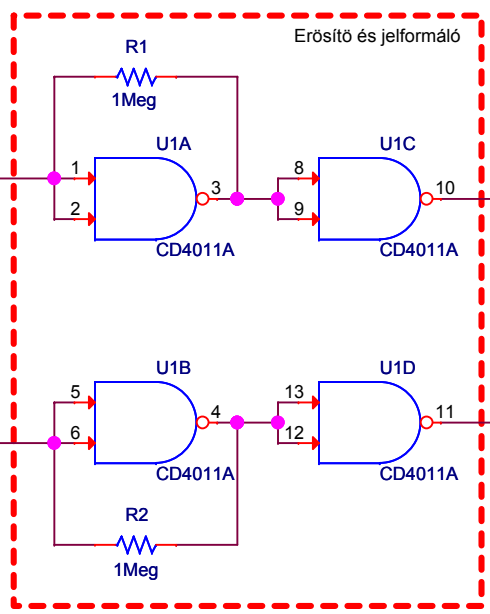 Erösítö és jelformáló
R1
1Meg
U1A
U1C
1
2
3
8
9
10
CD4011A
CD4011A
U1B
U1D
5
6
4
13
12
11
CD4011A
CD4011A
R2
1Meg